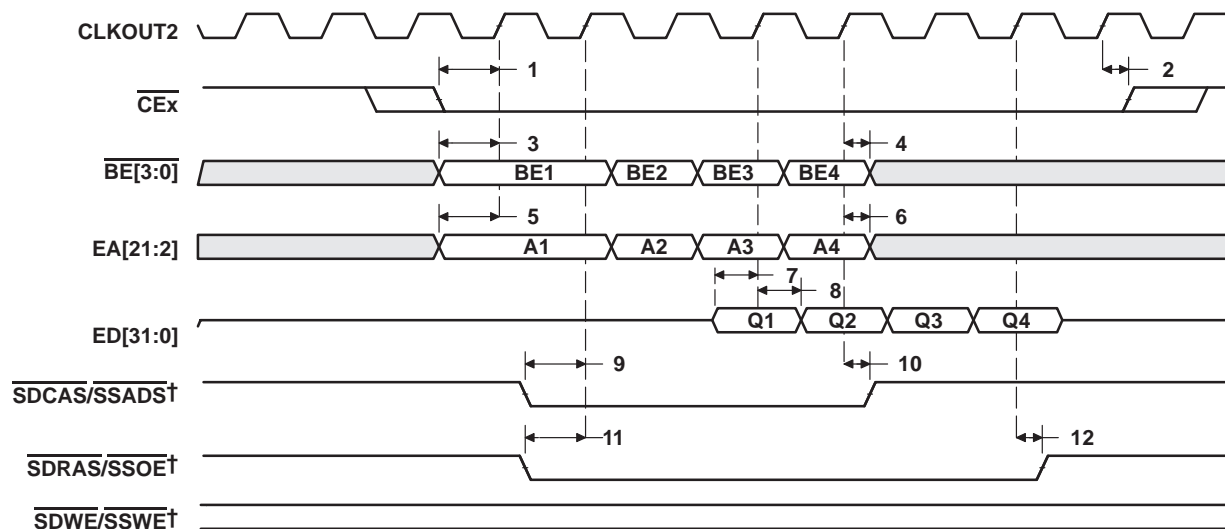 CLKOUT2
1
2
CEx
3
4
BE[3:0]
BE1 BE2 BE3 BE4
5
6
EA[21:2]
A1 A2 A3 A4
7
8
ED[31:0]
Q1 Q2 Q3 Q4
9
10
SDCAS/SSADS†
11
12
SDRAS/SSOE†
SDWE/SSWE†